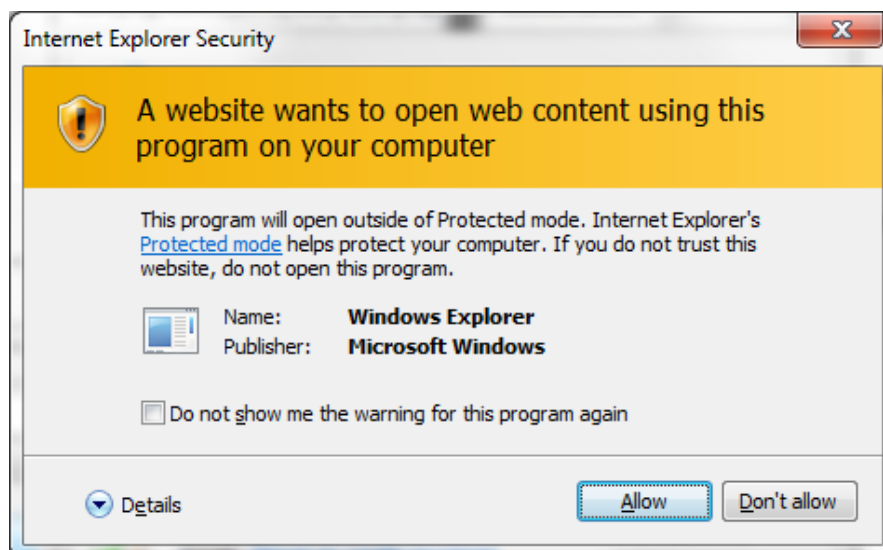 Internet Explorer Security
A website wants to open web content using this
program on your computer
This program will open outside of Protected mode. Internet Explorer's
Protected mode helps protect your computer. If you do not trust this
website, do not open this program.
Name: Windows Explorer
Publisher: Microsoft Windows
Do not show me the warning for this program again
Details
Allow
Don't allow